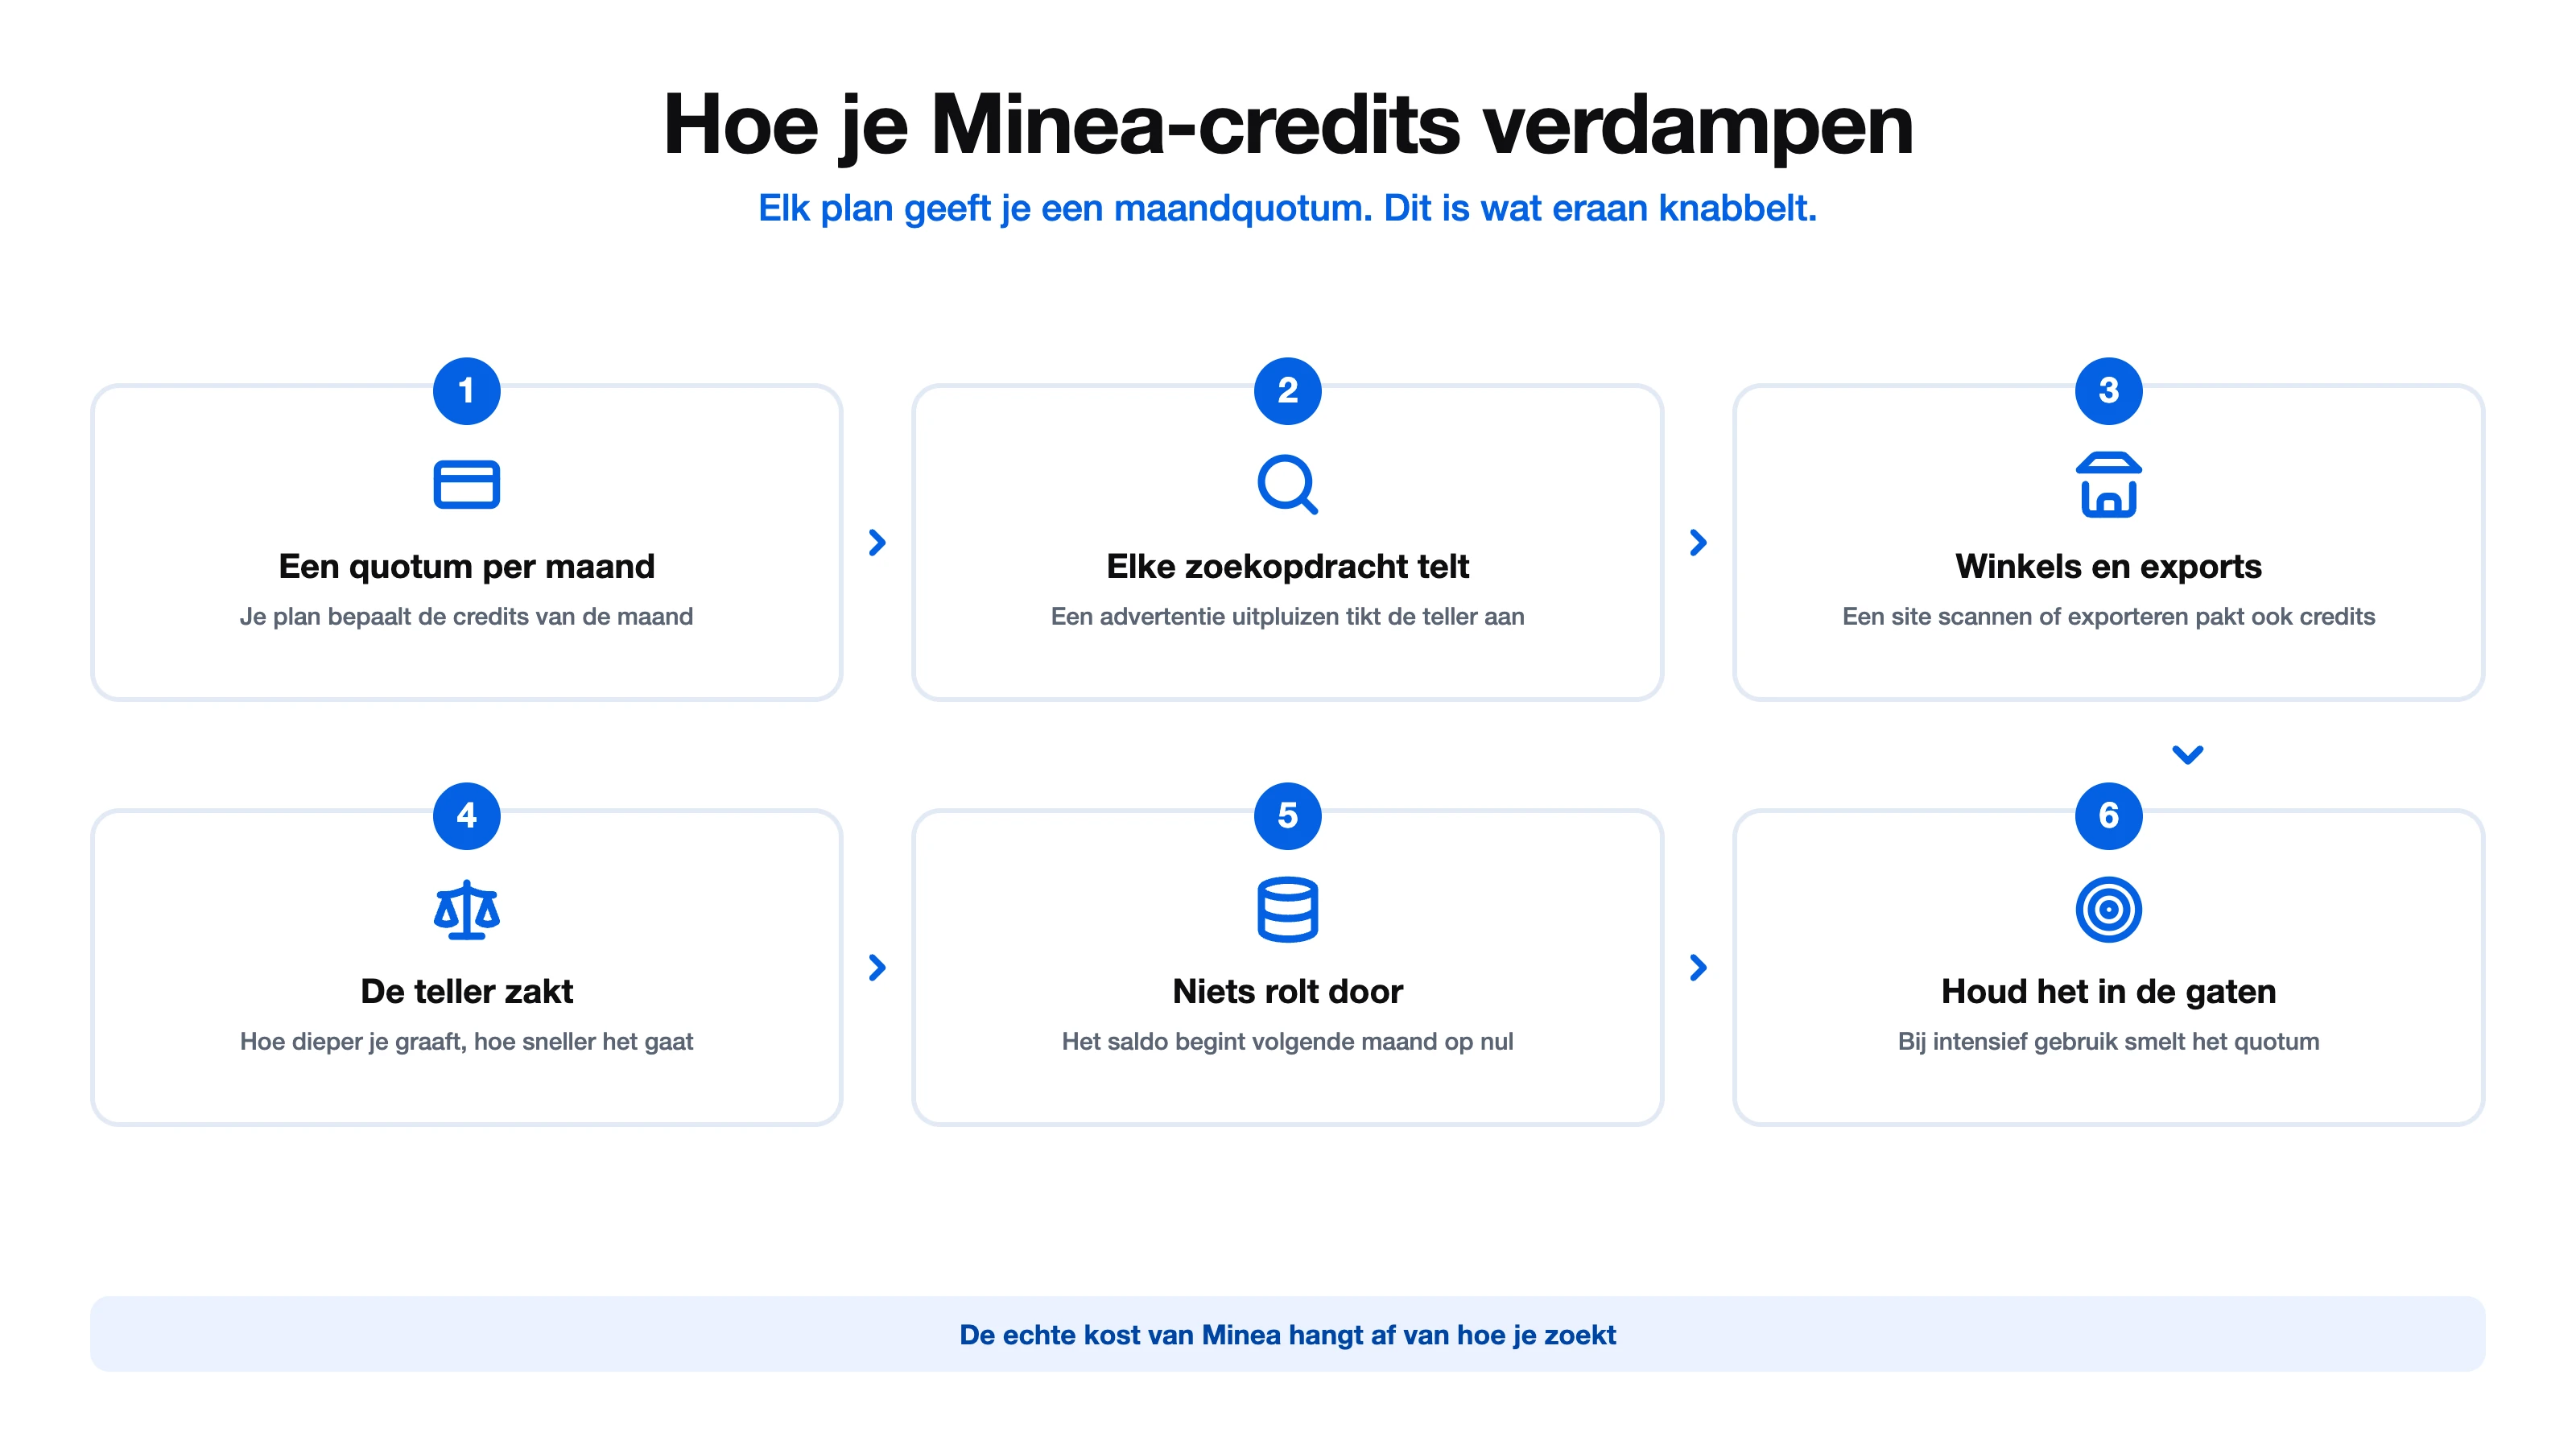 Hoe je Minea-credits verdampen
Elk plan geeft je een maandquotum. Dit is wat eraan knabbelt.
1
Een quotum per maand
Je plan bepaalt de credits van de maand
2
Elke zoekopdracht telt
Een advertentie uitpluizen tikt de teller aan
3
Winkels en exports
Een site scannen of exporteren pakt ook credits
4
De teller zakt
Hoe dieper je graaft, hoe sneller het gaat
5
Niets rolt door
Het saldo begint volgende maand op nul
6
Houd het in de gaten
Bij intensief gebruik smelt het quotum
De echte kost van Minea hangt af van hoe je zoekt